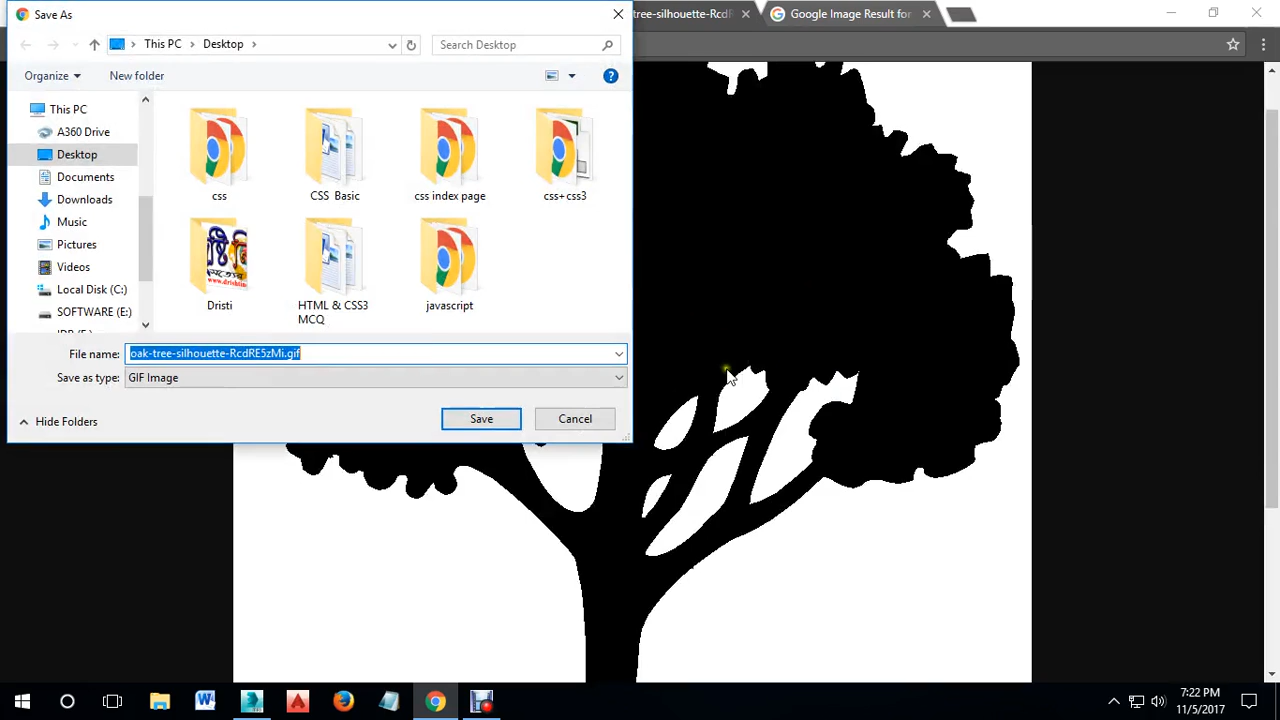 Save As
tree-silhouette-RcdR
Google Image Result for
This PC
Desktop
Search Desktop
Organize
New folder
This PC
A360 Drive
Desktop
Documents
Downloads
Music
Pictures
Videos
Local Disk (C:)
SOFTWARE (E:)
css
CSS Basic
css index page
css+css3
Dristi
HTML & CSS3
MCQ
javascript
File name:
oak-tree-silhouette-RcdRE5zMi.gif
Save as type:
GIF Image
Hide Folders
Save
Cancel
7:22 PM
11/5/2017